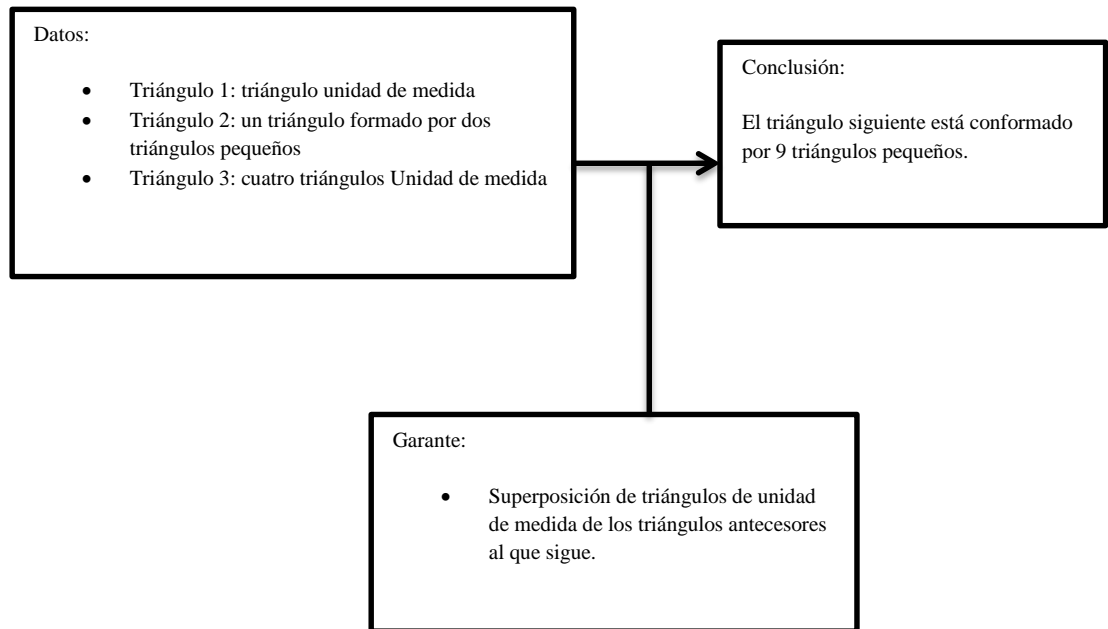 Datos:
• Triángulo 1: triángulo unidad de medida
• Triángulo 2: un triángulo formado por dos
triángulos pequeños
• Triángulo 3: cuatro triángulos Unidad de medida
Conclusión:
El triángulo siguiente está conformado
por 9 triángulos pequeños.
Garante:
• Superposición de triángulos de unidad
de medida de los triángulos antecesores
al que sigue.